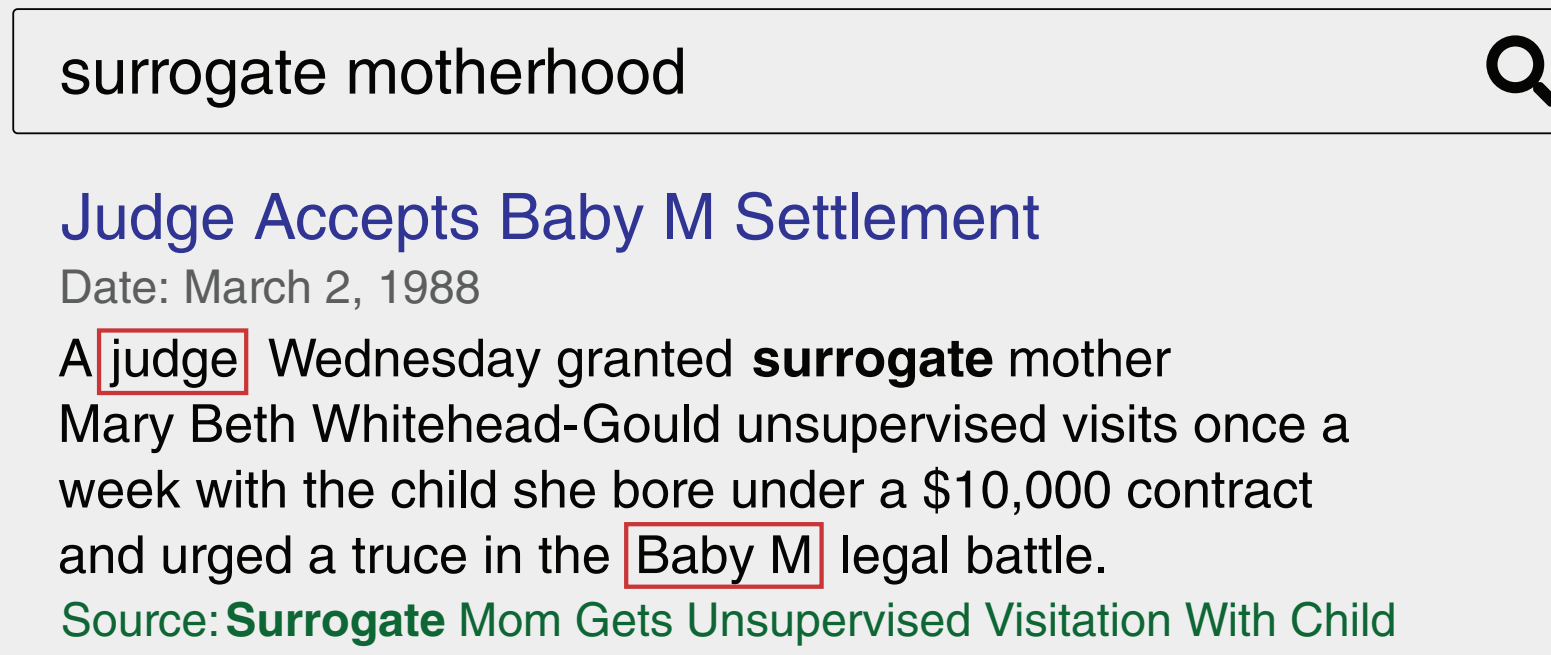 surrogate motherhood
Judge Accepts Baby M Settlement
Date: March 2, 1988
A judge Wednesday granted surrogate mother
Mary Beth Whitehead-Gould unsupervised visits once a
week with the child she bore under a $10,000 contract
and urged a truce in the Baby M legal battle.
Source: Surrogate Mom Gets Unsupervised Visitation With Child